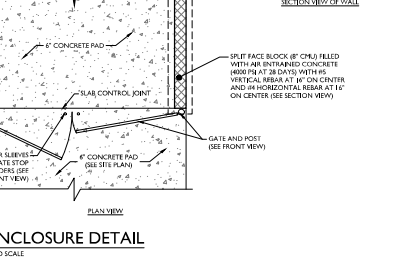 SECTION VIEW OF WALL
6" CONCRETE PAD
SPLIT FACE BLOCK (8" CMU) FILLED
WITH AIR ENTRAINED CONCRETE
(4000 PSI AT 28 DAYS) WITH #5
VERTICAL REBAR AT 16" ON CENTER
AND #4 HORIZONTAL REBAR AT 16"
ON CENTER (SEE SECTION VIEW)
SLAB CONTROL JOINT
GATE AND POST
(SEE FRONT VIEW)
R SLEEVES
ATE STOP
DERS (SEE
NT VIEW)
6" CONCRETE PAD
(SEE SITE PLAN)
PLAN VIEW
NCLOSURE DETAIL
O SCALE